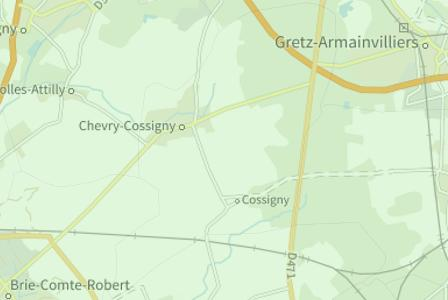 Gretz-Armainvilliers
Chevry-Cossigny
Cossigny
D471
Brie-Comte-Robert